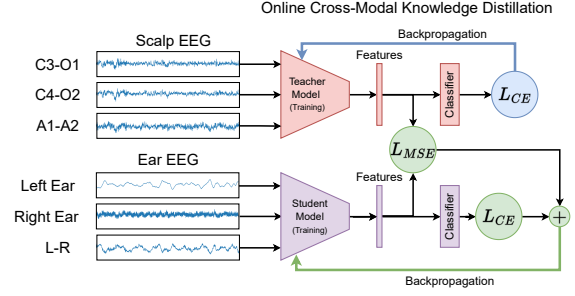 Online Cross-Modal Knowledge Distillation
Scalp EEG
Backpropagation
Features
C3-O1
C4-O2
A1-A2
Teacher
Model
(Training)
Classifier
L_CE
L_MSE
Ear EEG
Features
Left Ear
Right Ear
L-R
Student
Model
(Training)
Classifier
L_CE
+
Backpropagation